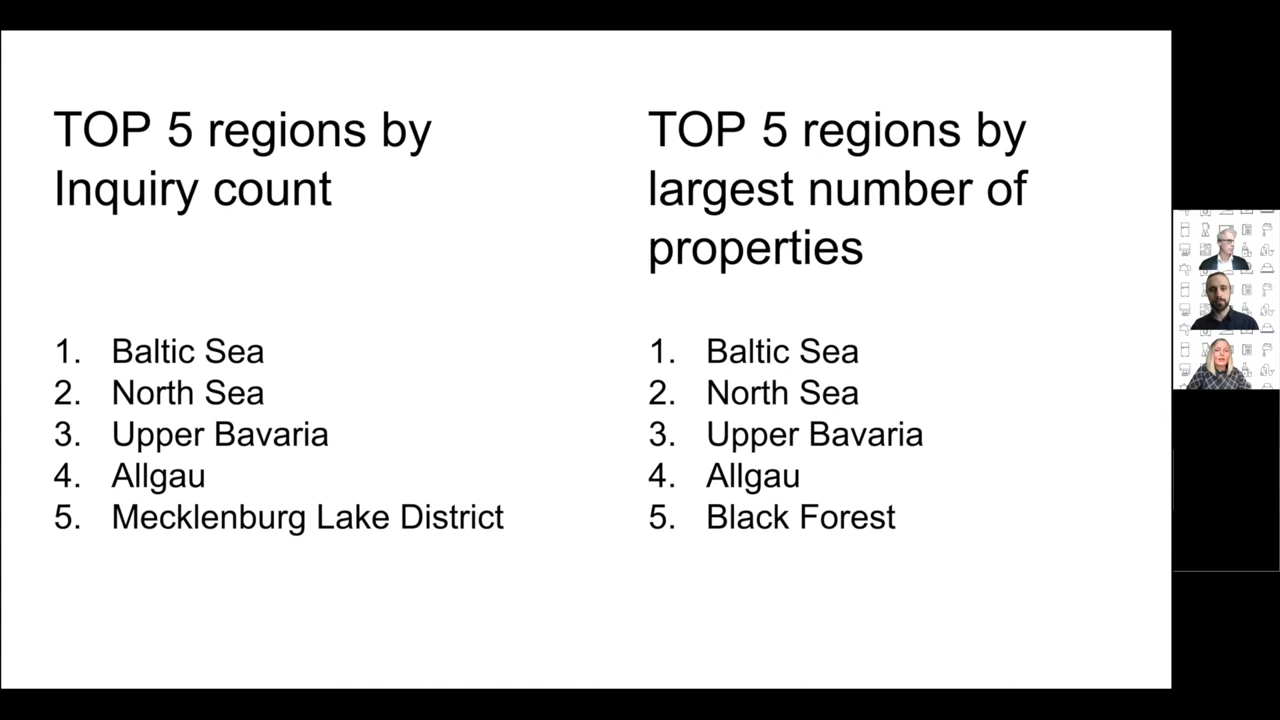 TOP 5 regions by
Inquiry count
1. Baltic Sea
2. North Sea
3. Upper Bavaria
4. Allgau
5. Mecklenburg Lake District
TOP 5 regions by
largest number of
properties
1. Baltic Sea
2. North Sea
3. Upper Bavaria
4. Allgau
5. Black Forest